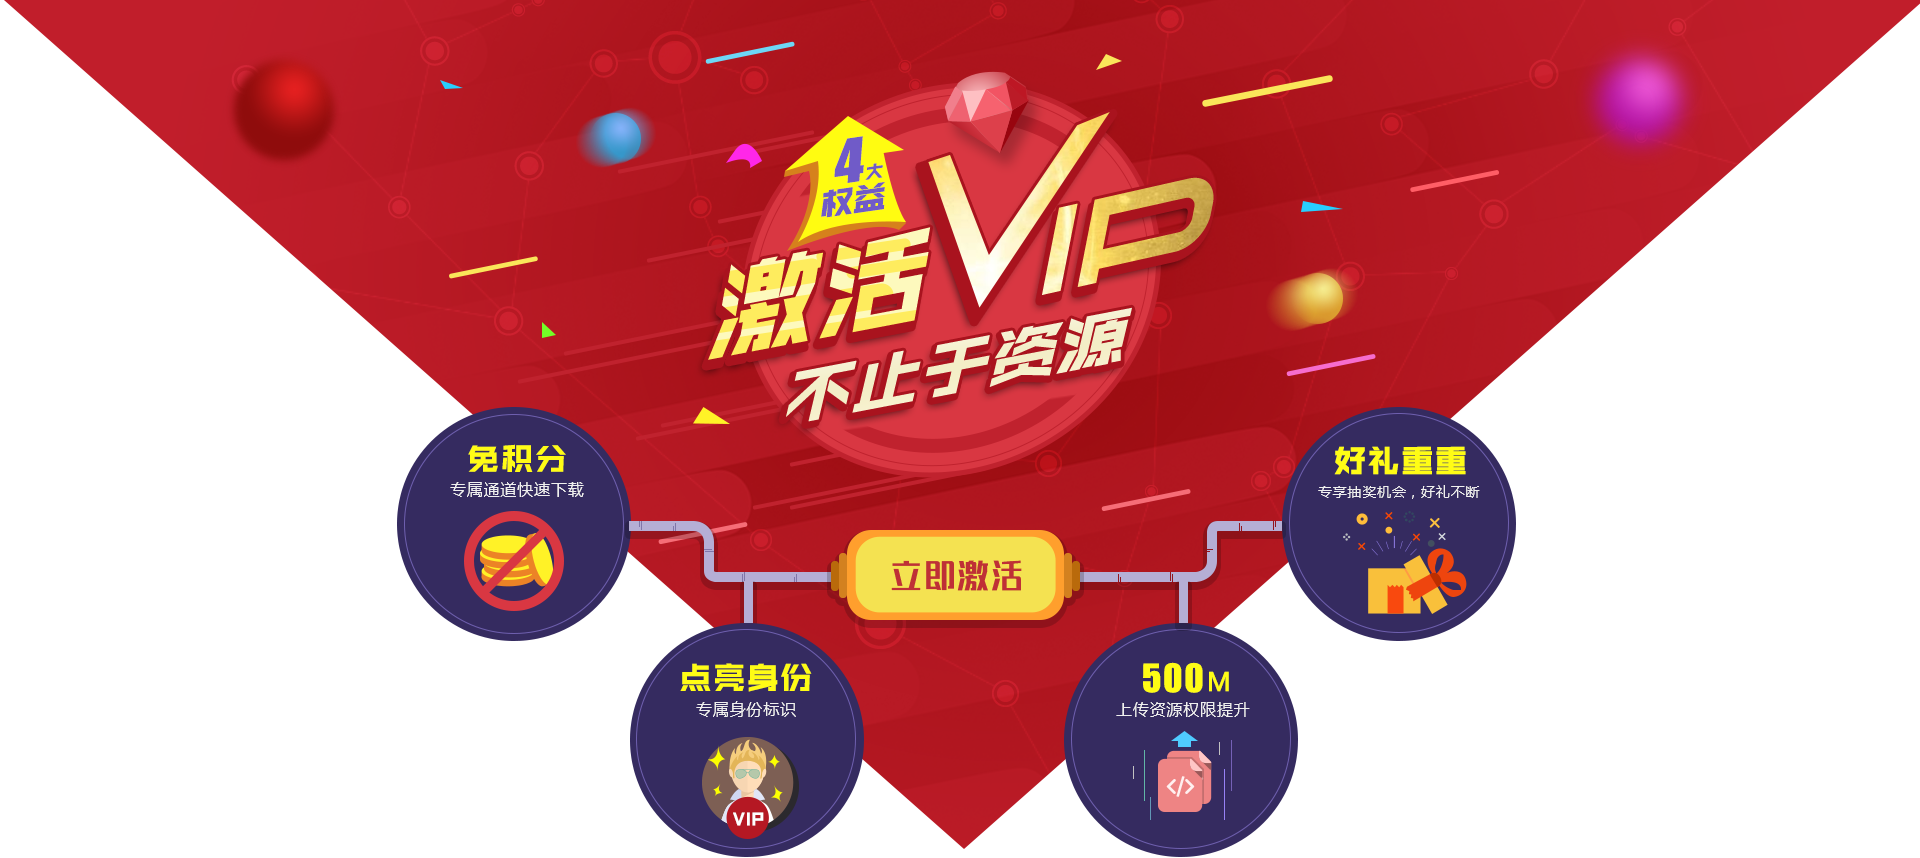 4大
权益
激活VIP
不止于资源
免积分
专属通道快速下载
好礼重重
专享抽奖机会，好礼不断
立即激活
点亮身份
专属身份标识
VIP
500M
上传资源权限提升